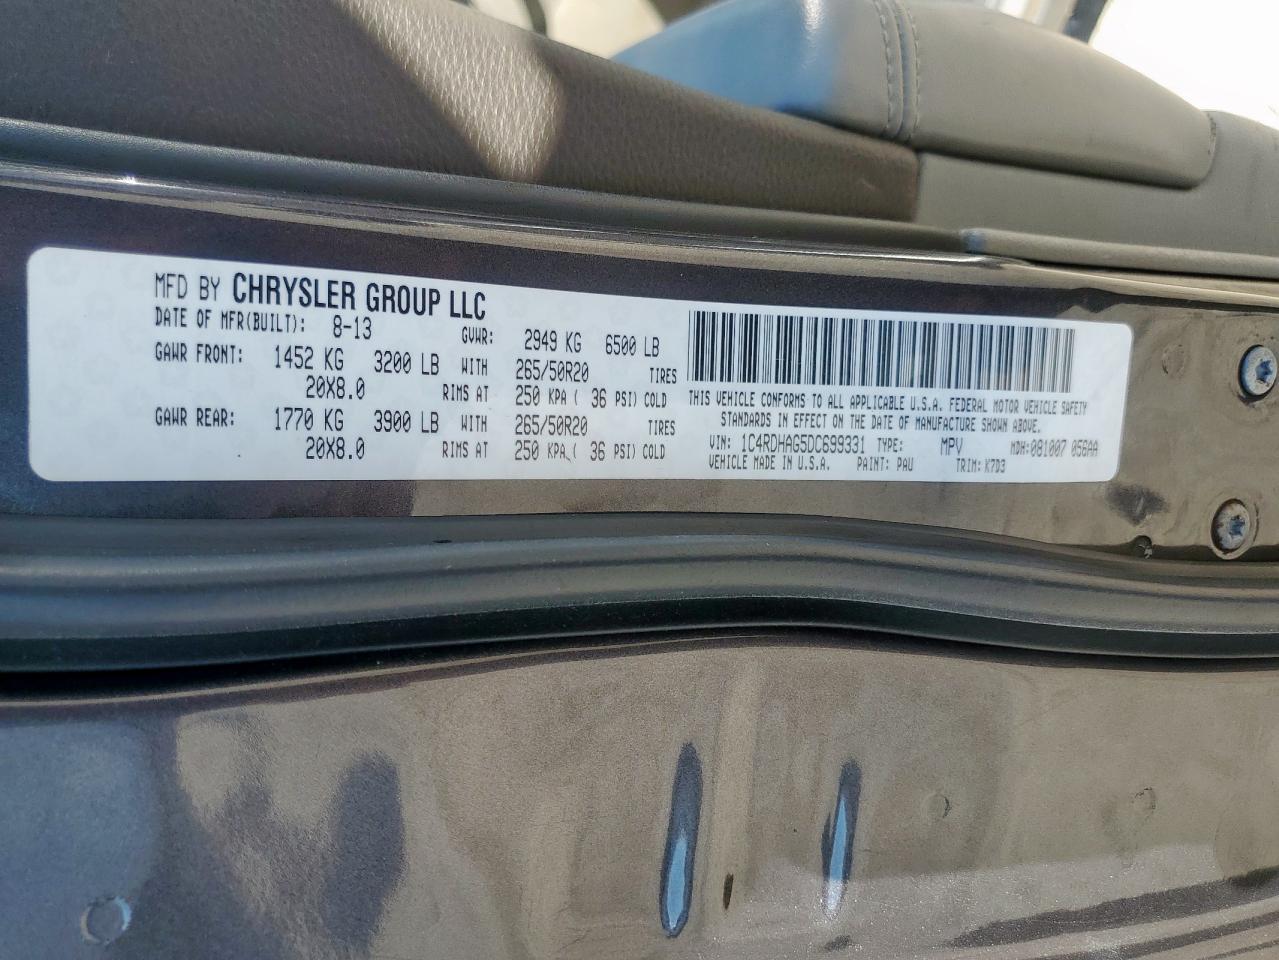 MFD BY CHRYSLER GROUP LLC
DATE OF MFR(BUILT): 8-13 GVWR: 2949 KG 6500 LB
GAWR FRONT: 1452 KG 3200 LB WITH 265/50R20 TIRES
20X8.0 RIMS AT 250 KPA( 36 PSI) COLD
GAWR REAR: 1770 KG 3900 LB WITH 265/50R20 TIRES
20X8.0 RIMS AT 250 KPA( 36 PSI) COLD
THIS VEHICLE CONFORMS TO ALL APPLICABLE U.S.A. FEDERAL MOTOR VEHICLE SAFETY
STANDARDS IN EFFECT ON THE DATE OF MANUFACTURE SHOWN ABOVE.
VIN: 1C4RDHAG5DC699331 TYPE: MPV MDH:081007 056AA
VEHICLE MADE IN U.S.A. PAINT: PAU TRIM: K7D3